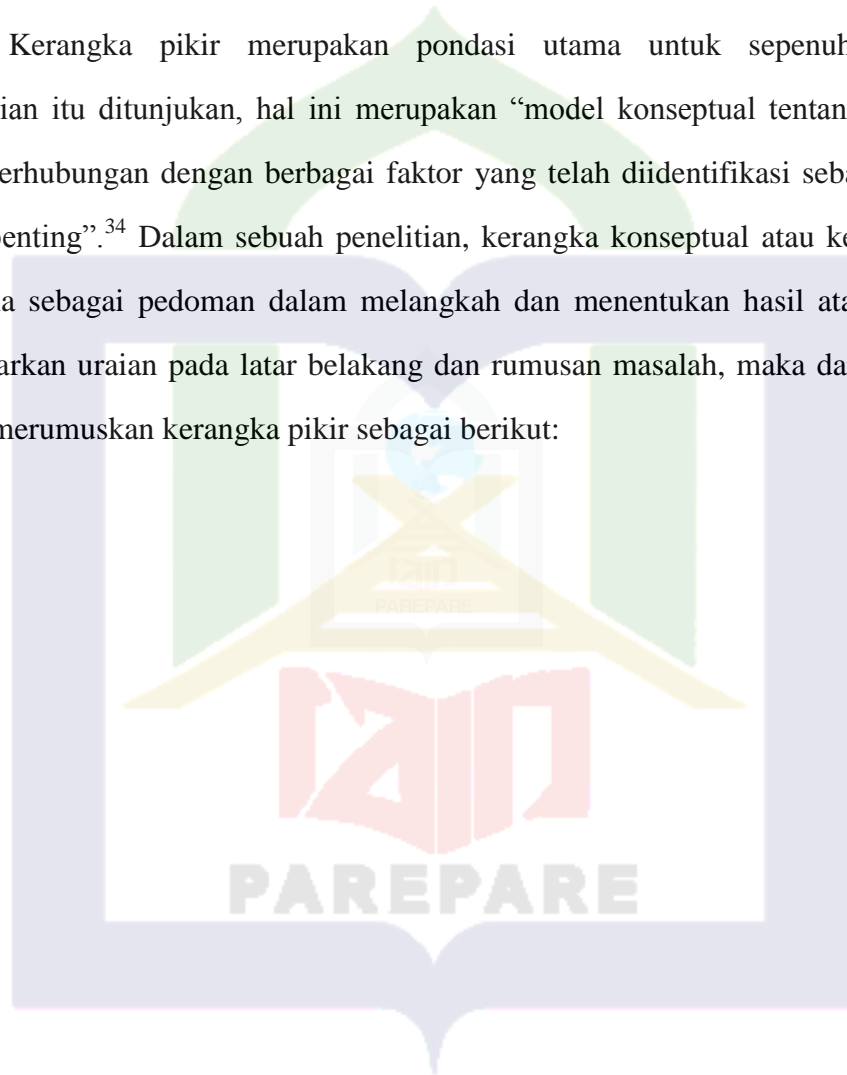 Kerangka pikir merupakan pondasi utama untuk sepenuh
ian itu ditunjukan, hal ini merupakan “model konseptual tentan
erhubungan dengan berbagai faktor yang telah diidentifikasi seba
penting”.34 Dalam sebuah penelitian, kerangka konseptual atau ke
a sebagai pedoman dalam melangkah dan menentukan hasil ata
arkan uraian pada latar belakang dan rumusan masalah, maka da
merumuskan kerangka pikir sebagai berikut:
PAREPARE
PAREPARE